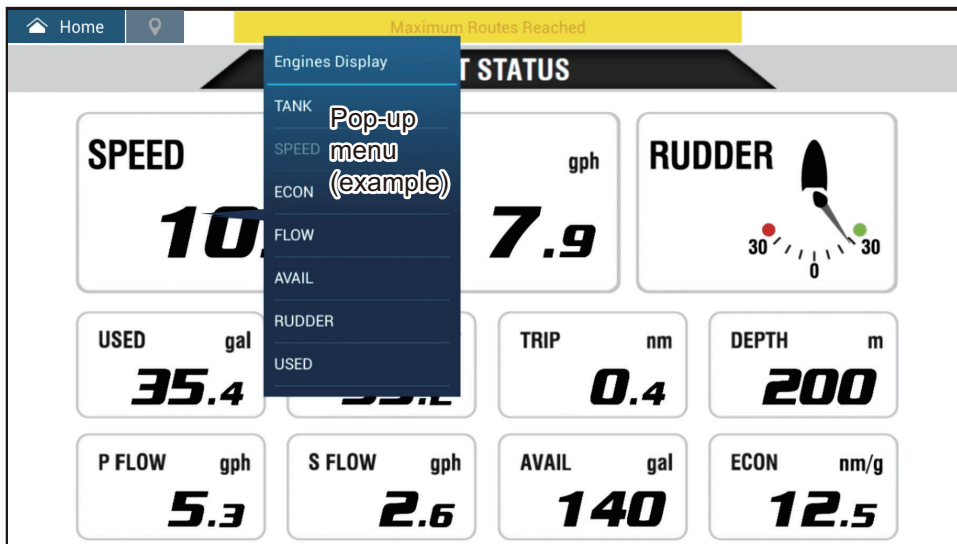 Home
Maximum Routes Reached
Engines Display
T STATUS
TANK
SPEED
ECON
FLOW
AVAIL
RUDDER
USED
Pop-up
menu
(example)
SPEED
10.
gph
7.9
RUDDER
30 30
0
USED gal
35.4
TRIP nm
0.4
DEPTH m
200
P FLOW gph
5.3
S FLOW gph
2.6
AVAIL gal
140
ECON nm/g
12.5